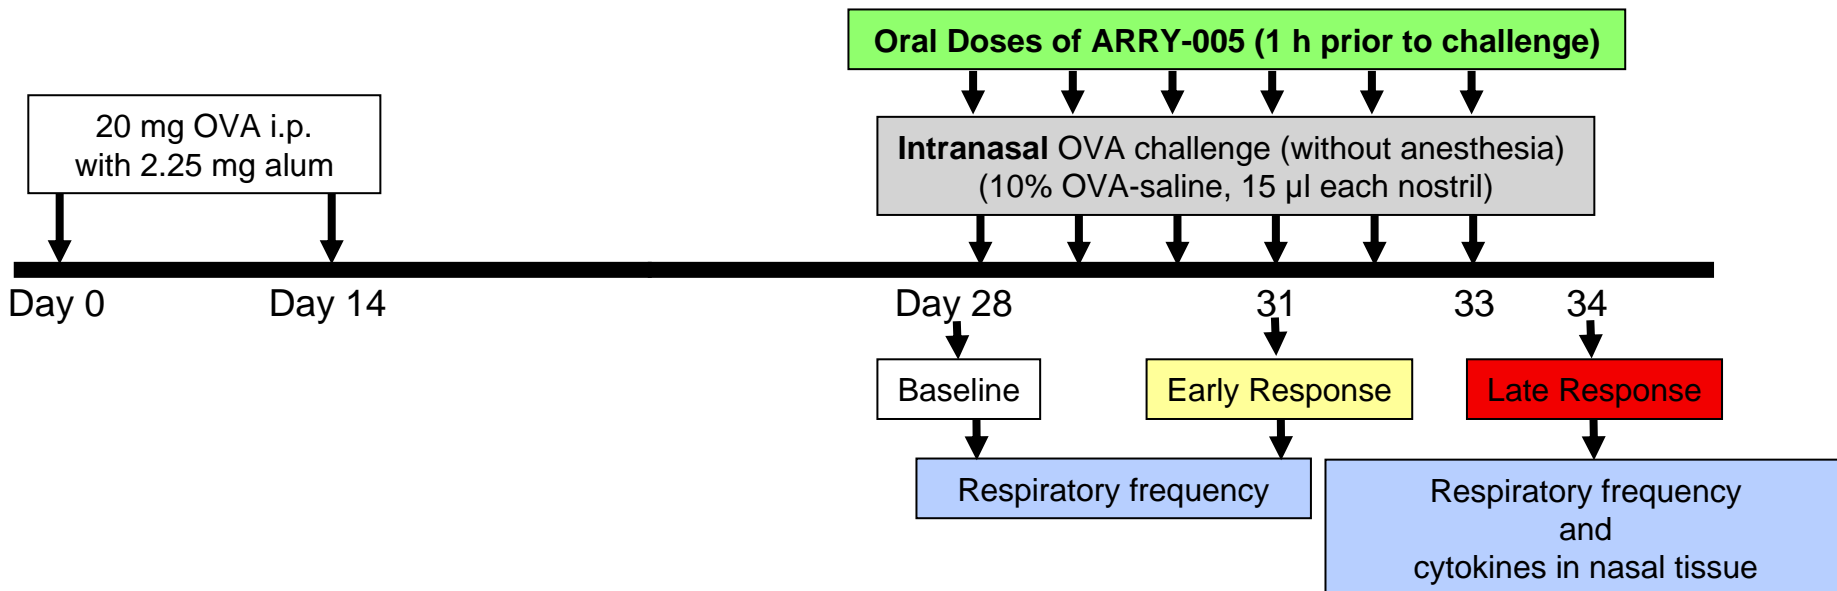 Oral Doses of ARRY-005 (1 h prior to challenge)
20 mg OVA i.p.
with 2.25 mg alum
Intranasal OVA challenge (without anesthesia)
(10% OVA-saline, 15 µl each nostril)
Day 0
Day 14
Day 28
31
33
34
Baseline
Early Response
Late Response
Respiratory frequency
Respiratory frequency
and
cytokines in nasal tissue